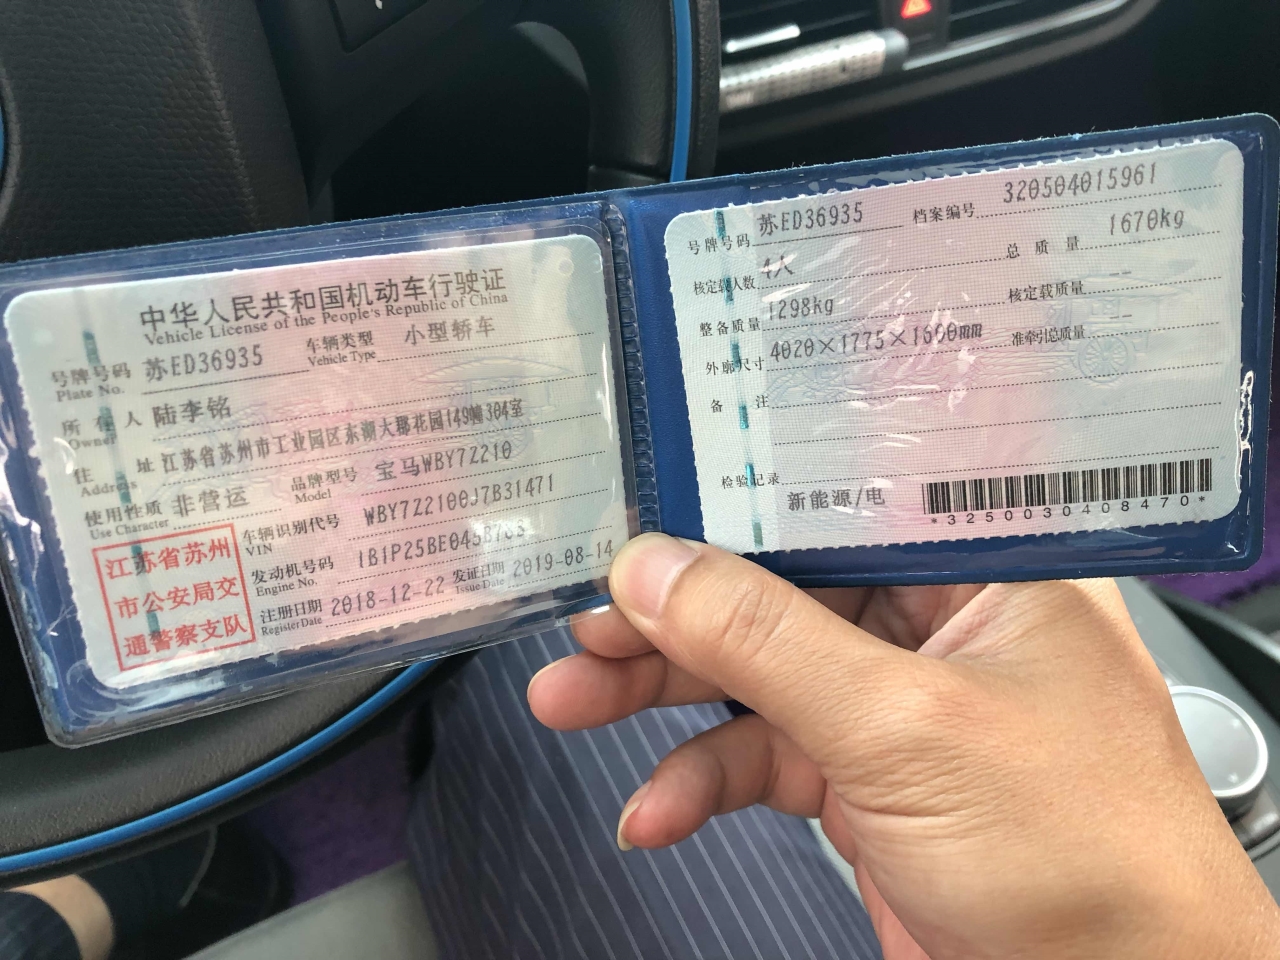 中华人民共和国机动车行驶证
Vehicle License of the People's Republic of China
号牌号码 苏ED36935 车辆类型 小型轿车
Plate No. Vehicle Type
所有人 陆李铭
Owner
住址 江苏省苏州市工业园区东湖大郡花园149幢304室
Address
使用性质 非营运 品牌型号 宝马WBY7Z210
Use Character Model
车辆识别代号 WBY7Z2100J7B31471
VIN
发动机号码
Engine No.
注册日期 2018-12-22 发证日期 2019-08-14
Register Date Issue Date
江苏省苏州
市公安局交
通警察支队
号牌号码 苏ED36935 档案编号 320504015961
核定载人数 4人 总质量 1670kg
整备质量 1298kg 核定载质量 --
外廓尺寸 4020×1775×1600mm 准牵引总质量 --
备注
检验记录
新能源/电
*3250030408470*